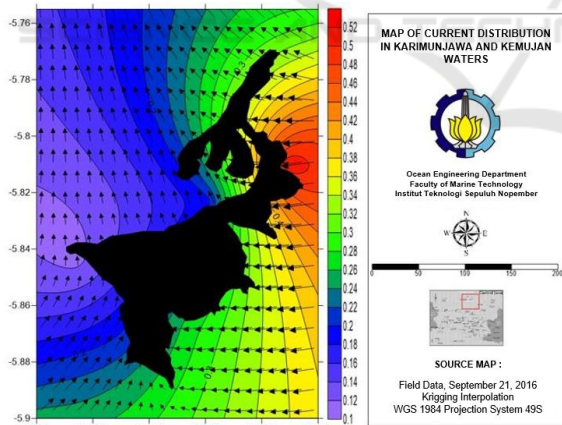 -5.76
-5.78
-5.8
-5.82
-5.84
-5.86
-5.88
-5.9
0.3
0.52
0.5
0.48
0.46
0.44
0.42
0.4
0.38
0.36
0.34
0.32
0.3
0.28
0.26
0.24
0.22
0.2
0.18
0.16
0.14
0.12
0.1
MAP OF CURRENT DISTRIBUTION
IN KARIMUNJAWA AND KEMUJAN
WATERS
Ocean Engineering Department
Faculty of Marine Technology
Institut Teknologi Sepuluh Nopember
N
W E
S
0 50 100 150 200
SOURCE MAP :
Field Data, September 21, 2016
Krigging Interpolation
WGS 1984 Projection System 49S